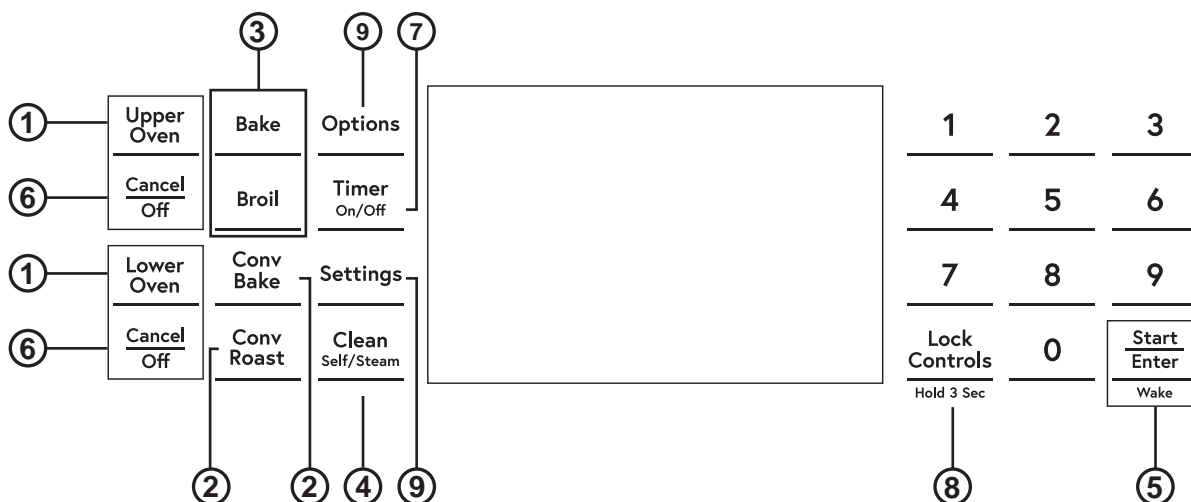 3 9 7
1 Upper Oven Bake Options 1 2 3
6 Cancel Off Broil Timer On/Off 4 5 6
1 Lower Oven Conv Bake Settings 7 8 9
6 Cancel Off Conv Roast Clean Self/Steam Lock Controls Hold 3 Sec 0 Start Enter Wake
2 2 4 9 8 5